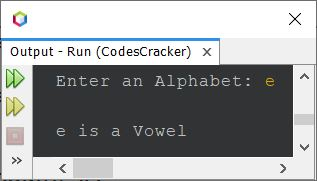 Output - Run (CodesCracker) x
Enter an Alphabet: e
e is a Vowel